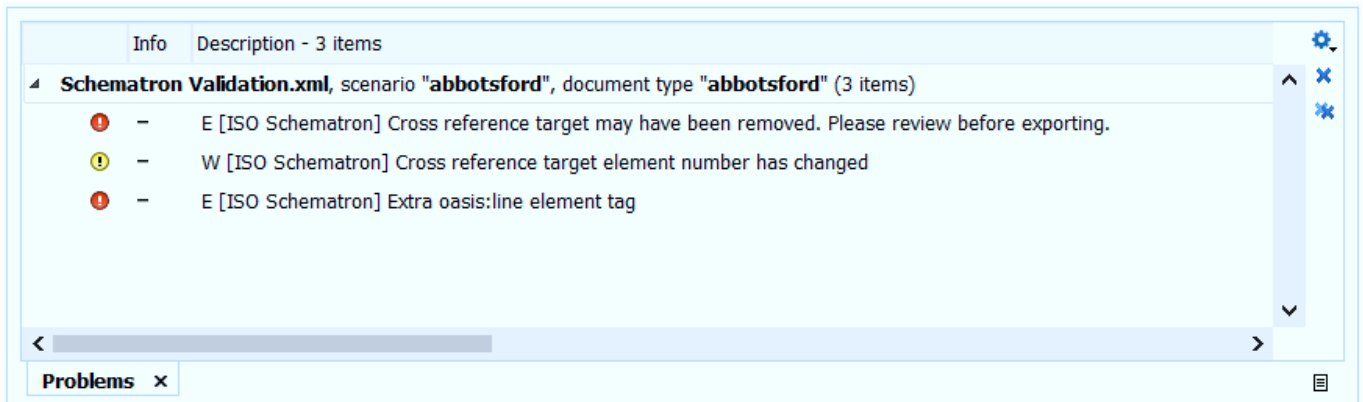 Info Description - 3 items
Schematron Validation.xml, scenario "abbotsford", document type "abbotsford" (3 items)
– E [ISO Schematron] Cross reference target may have been removed. Please review before exporting.
– W [ISO Schematron] Cross reference target element number has changed
– E [ISO Schematron] Extra oasis:line element tag
Problems ×